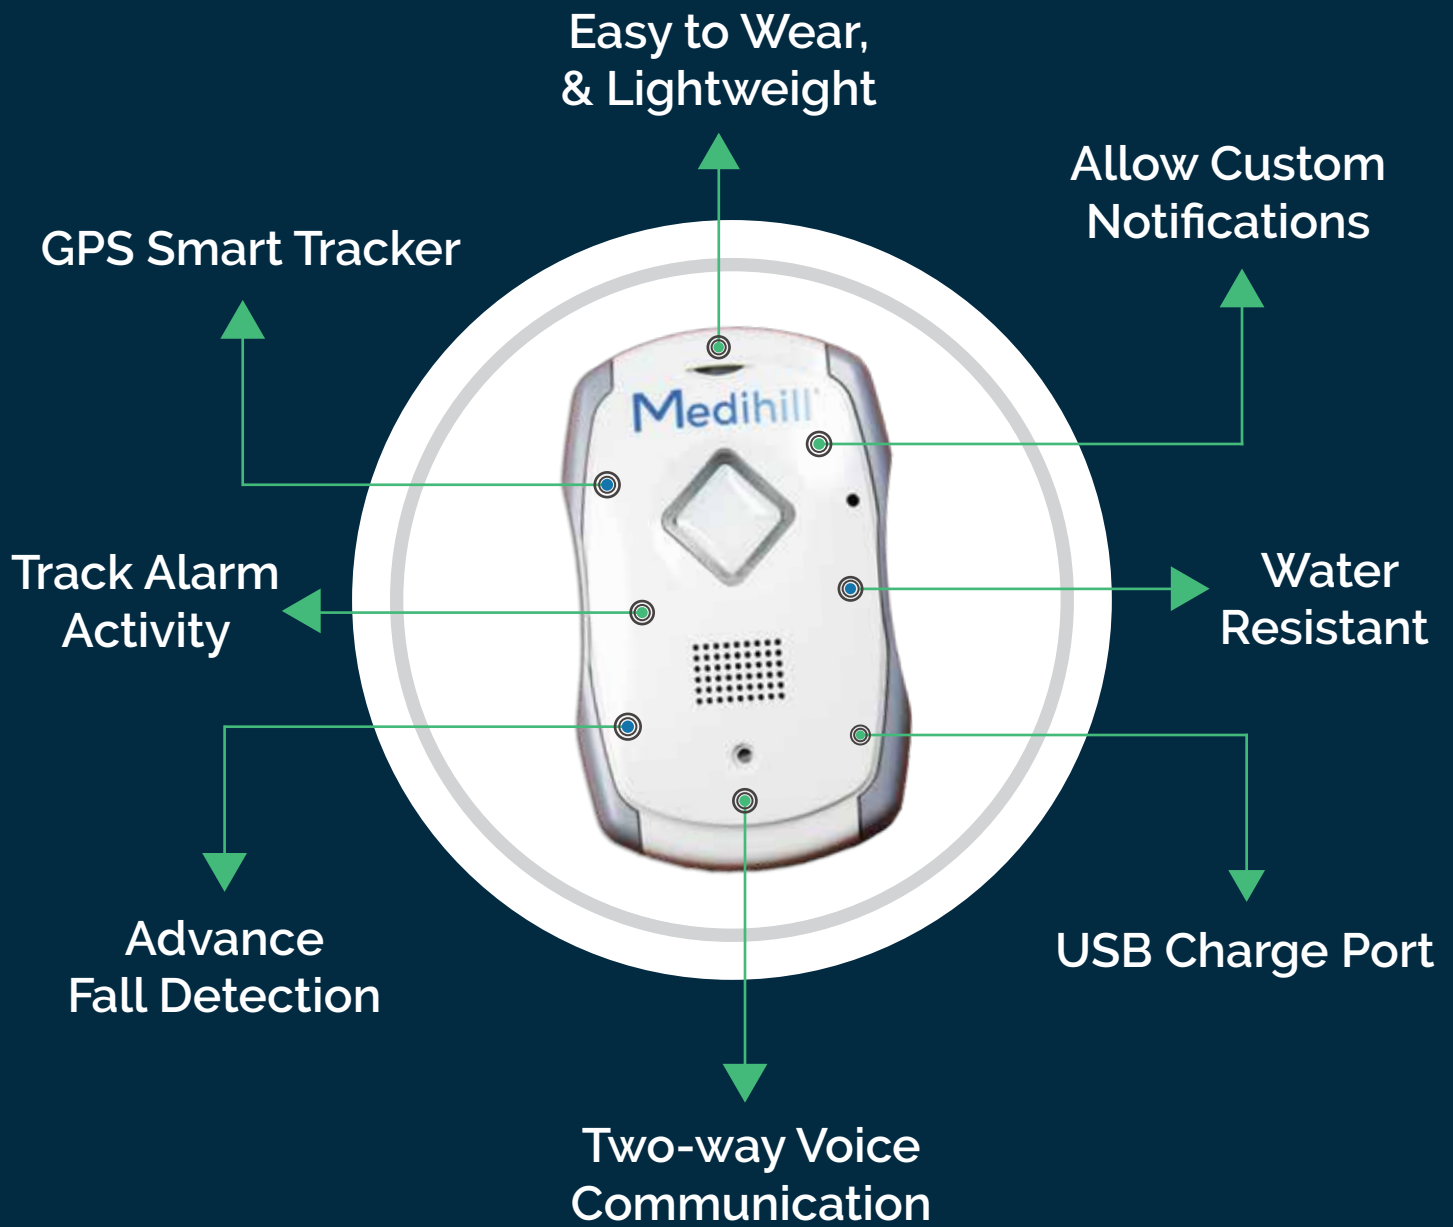 Easy to Wear,
& Lightweight
Allow Custom
Notifications
GPS Smart Tracker
Medihill
Track Alarm
Activity
Water
Resistant
Advance
Fall Detection
USB Charge Port
Two-way Voice
Communication